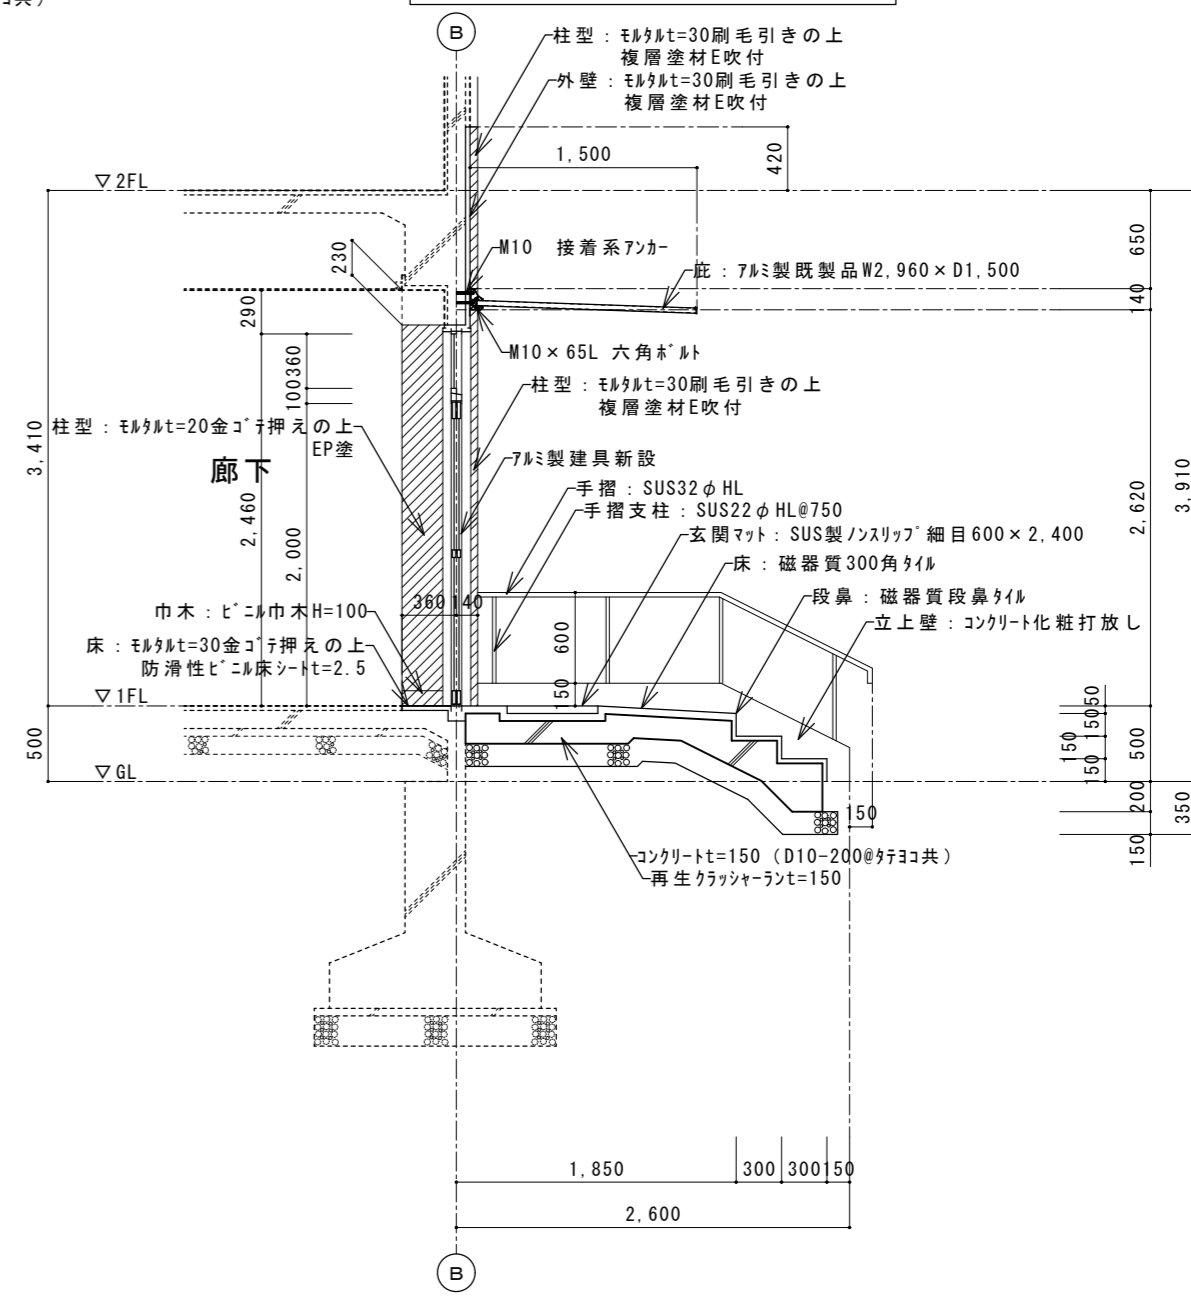 コ共)
B
柱型：モルタルt=30刷毛引きの上
複層塗材E吹付
外壁：モルタルt=30刷毛引きの上
複層塗材E吹付
1,500
420
▽2FL
650
230
M10 接着系アンカー
庇：アルミ製既製品W2,960×D1,500
140
290
M10×65L 六角ボルト
100
360
柱型：モルタルt=30刷毛引きの上
複層塗材E吹付
柱型：モルタルt=20金ゴテ押えの上
EP塗
3,410
廊下
アルミ製建具新設
3,910
手摺：SUS32φHL
2,460
2,000
手摺支柱：SUS22φHL@750
2,620
玄関マット：SUS製ノンスリップ細目600×2,400
床：磁器質300角タイル
巾木：ビニル巾木H=100
360
140
段鼻：磁器質段鼻タイル
立上壁：コンクリート化粧打放し
床：モルタルt=30金ゴテ押えの上
防滑性ビニル床シートt=2.5
600
150
▽1FL
50
150
150
150
500
500
▽GL
200
350
150
150
コンクリートt=150（D10-200@タテヨコ共）
再生クラッシャーランt=150
1,850
300
300
150
2,600
B